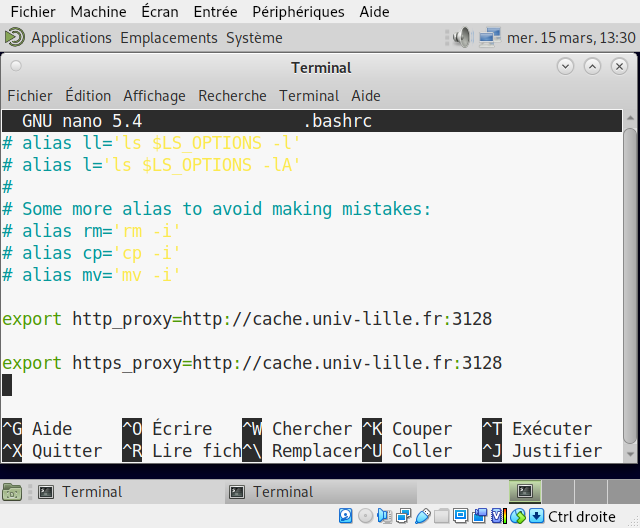 Fichier Machine Écran Entrée Périphériques Aide
Applications Emplacements Système mer. 15 mars, 13:30
Terminal
Fichier Édition Affichage Recherche Terminal Aide
GNU nano 5.4 .bashrc
# alias ll='ls $LS_OPTIONS -l'
# alias l='ls $LS_OPTIONS -lA'
#
# Some more alias to avoid making mistakes:
# alias rm='rm -i'
# alias cp='cp -i'
# alias mv='mv -i'
export http_proxy=http://cache.univ-lille.fr:3128
export https_proxy=http://cache.univ-lille.fr:3128
^G Aide ^O Écrire ^W Chercher ^K Couper ^T Exécuter
^X Quitter ^R Lire fich^\ Remplacer^U Coller ^J Justifier
Terminal Terminal
Ctrl droite